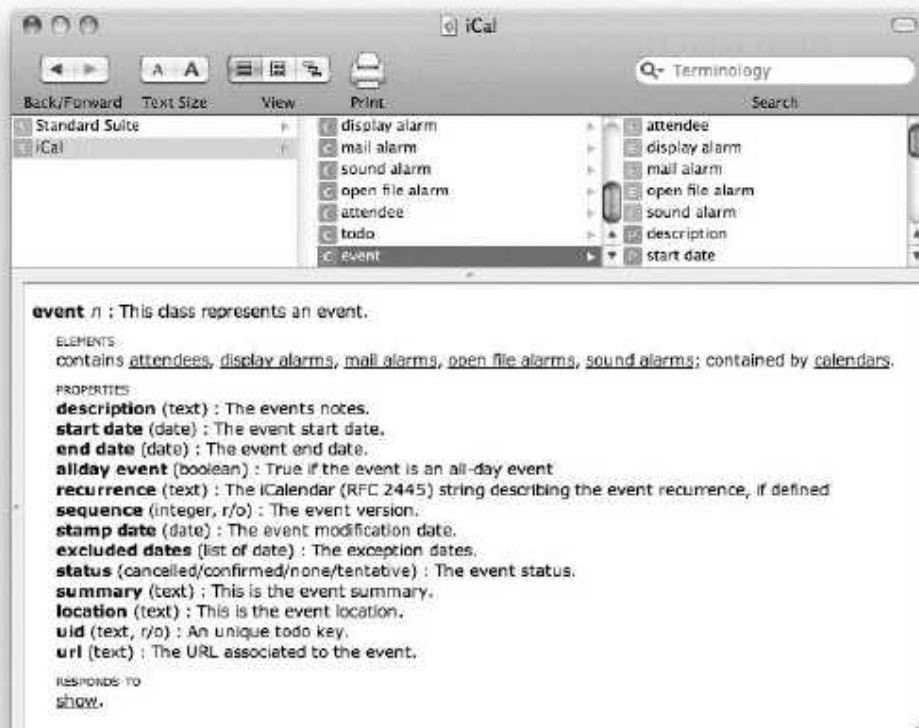 iCal
Terminology
Back/Forward Text Size View Print Search
Standard Suite
iCal
display alarm
mail alarm
sound alarm
open file alarm
attendee
todo
event
attendee
display alarm
mail alarm
open file alarm
sound alarm
description
start date
event n : This class represents an event.
ELEMENTS
contains attendees, display alarms, mail alarms, open file alarms, sound alarms; contained by calendars.
PROPERTIES
description (text) : The events notes.
start date (date) : The event start date.
end date (date) : The event end date.
allday event (boolean) : True if the event is an all-day event
recurrence (text) : The iCalendar (RFC 2445) string describing the event recurrence, if defined
sequence (integer, r/o) : The event version.
stamp date (date) : The event modification date.
excluded dates (list of date) : The exception dates.
status (cancelled/confirmed/none/tentative) : The event status.
summary (text) : This is the event summary.
location (text) : This is the event location.
uid (text, r/o) : An unique todo key.
url (text) : The URL associated to the event.
RESPONDS TO
show.